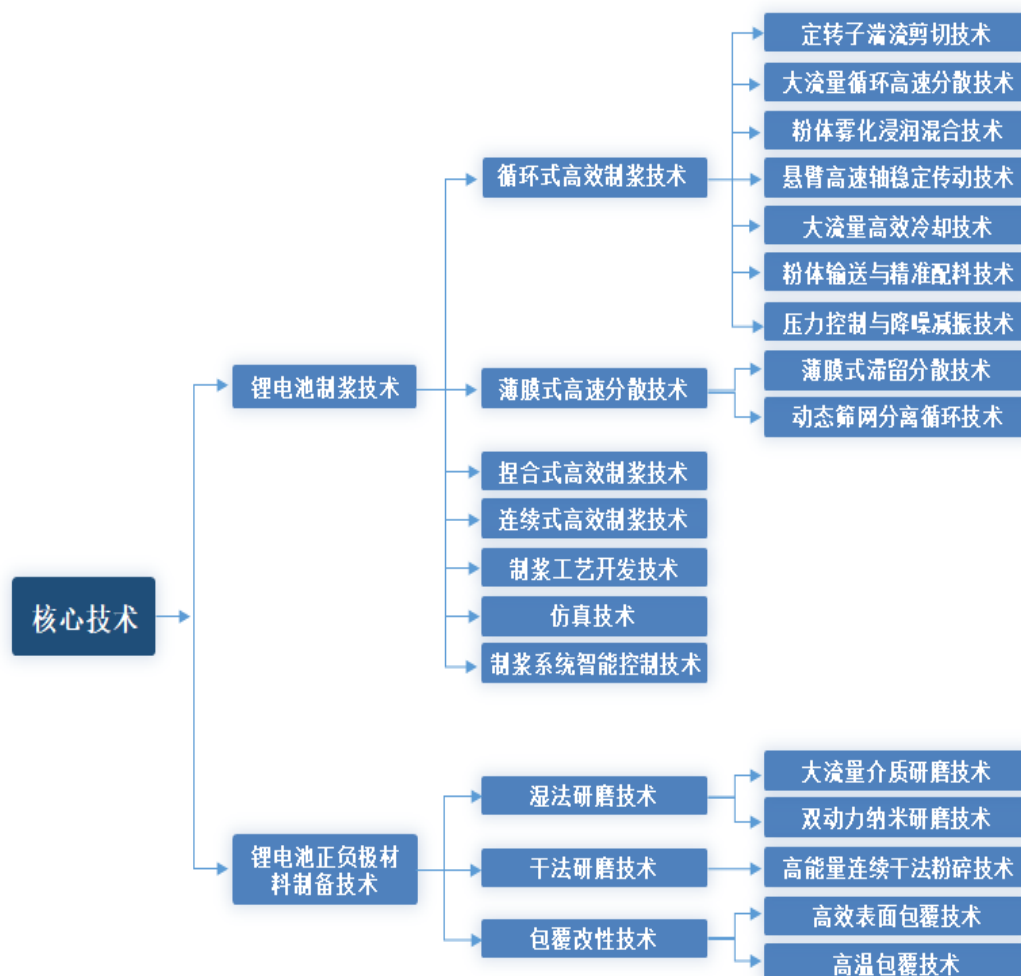 核心技术
锂电池制浆技术
循环式高效制浆技术
定转子湍流剪切技术
大流量循环高速分散技术
粉体雾化浸润混合技术
悬臂高速轴稳定传动技术
大流量高效冷却技术
粉体输送与精准配料技术
压力控制与降噪减振技术
薄膜式高速分散技术
薄膜式滞留分散技术
动态筛网分离循环技术
捏合式高效制浆技术
连续式高效制浆技术
制浆工艺开发技术
仿真技术
制浆系统智能控制技术
锂电池正负极材
料制备技术
湿法研磨技术
大流量介质研磨技术
双动力纳米研磨技术
干法研磨技术
高能量连续干法粉碎技术
包覆改性技术
高效表面包覆技术
高温包覆技术